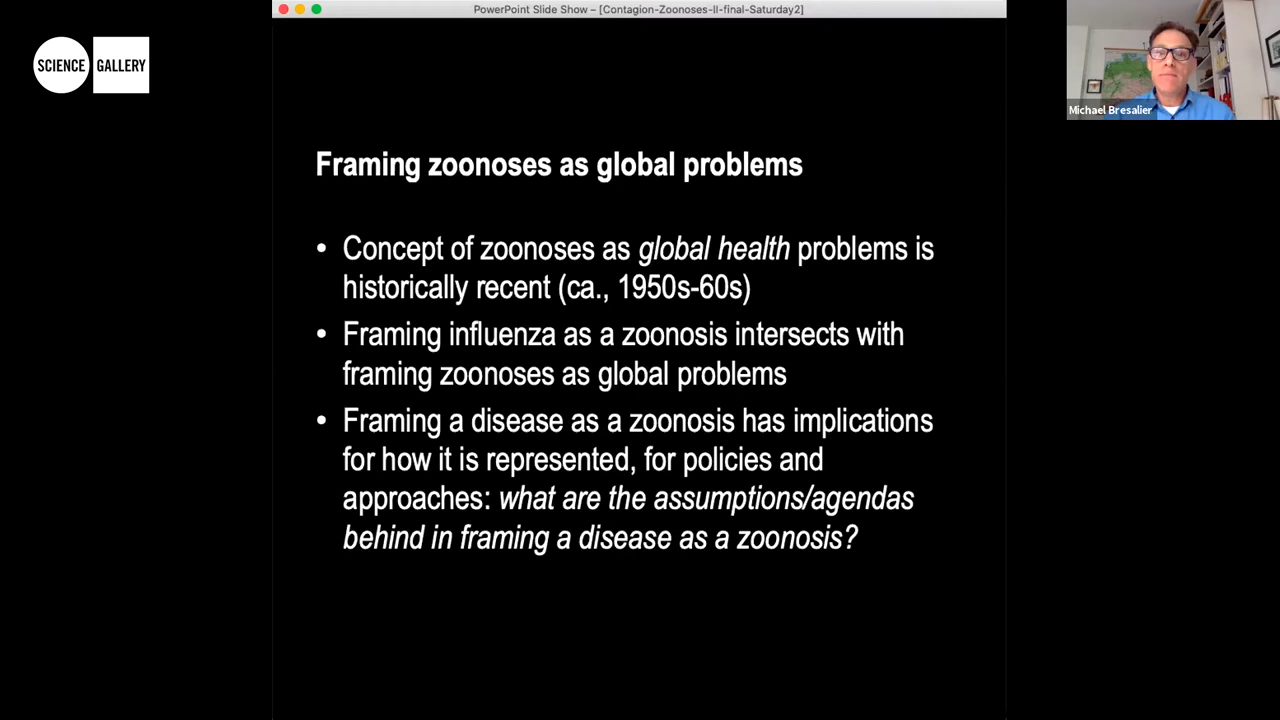 PowerPoint Slide Show – [Contagion-Zoonoses-II-final-Saturday2]
SCIENCE GALLERY
Michael Bresalier
Framing zoonoses as global problems
• Concept of zoonoses as global health problems is
historically recent (ca., 1950s-60s)
• Framing influenza as a zoonosis intersects with
framing zoonoses as global problems
• Framing a disease as a zoonosis has implications
for how it is represented, for policies and
approaches: what are the assumptions/agendas
behind in framing a disease as a zoonosis?